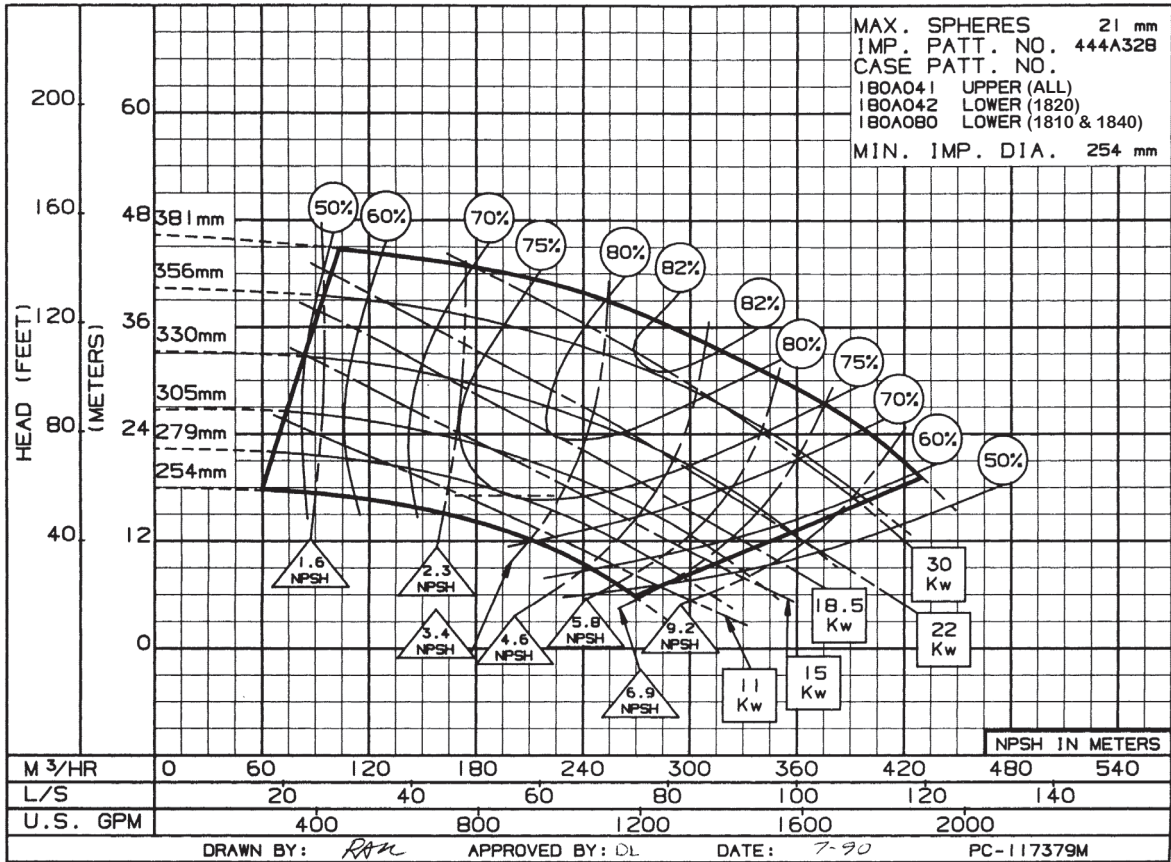 MAX. SPHERES 21 mm
IMP. PATT. NO. 444A32B
CASE PATT. NO.
180A041 UPPER (ALL)
180A042 LOWER (1820)
180A080 LOWER (1810 & 1840)
MIN. IMP. DIA. 254 mm
HEAD (FEET)
(METERS)
200
160
120
80
40
60
48
36
24
12
0
381mm
356mm
330mm
305mm
279mm
254mm
50%
60%
70%
75%
80%
82%
82%
80%
75%
70%
60%
50%
1.6
NPSH
2.3
NPSH
3.4
NPSH
4.6
NPSH
5.8
NPSH
6.9
NPSH
9.2
NPSH
11
Kw
15
Kw
18.5
Kw
22
Kw
30
Kw
NPSH IN METERS
M³/HR 0 60 120 180 240 300 360 420 480 540
L/S 20 40 60 80 100 120 140
U.S. GPM 400 800 1200 1600 2000
DRAWN BY: RAK APPROVED BY: DL DATE: 7-90 PC-117379M